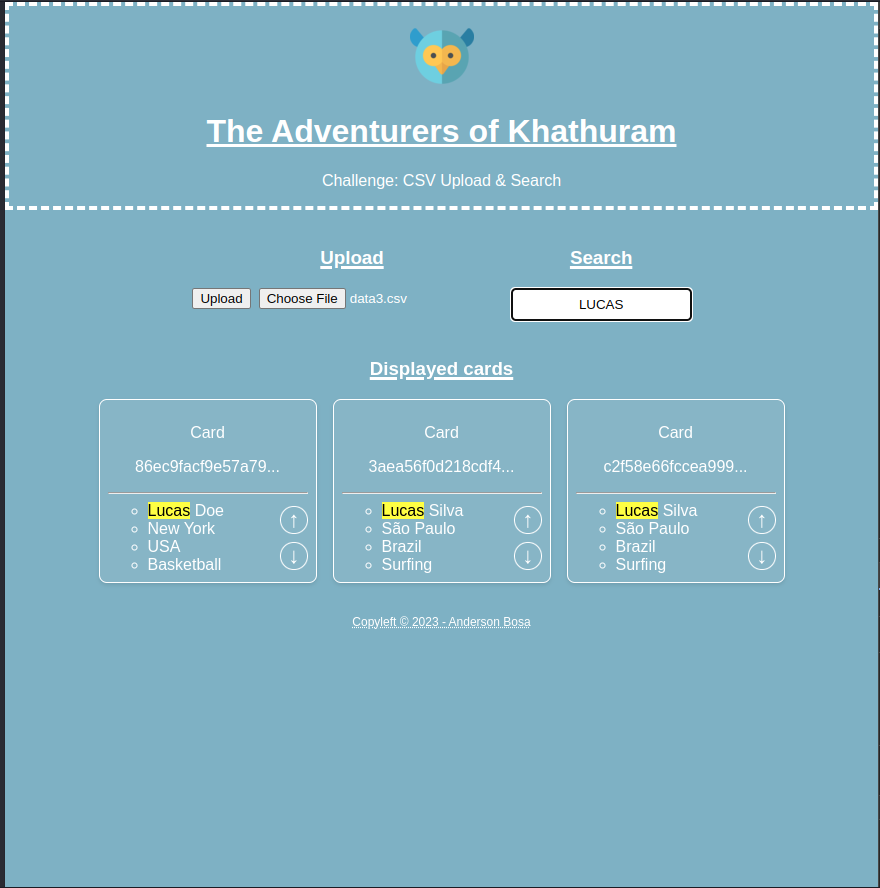 The Adventurers of Khathuram
Challenge: CSV Upload & Search
Upload
Search
Upload Choose File data3.csv
LUCAS
Displayed cards
Card
86ec9facf9e57a79...
Lucas Doe
New York
USA
Basketball
↑
↓
Card
3aea56f0d218cdf4...
Lucas Silva
São Paulo
Brazil
Surfing
↑
↓
Card
c2f58e66fccea999...
Lucas Silva
São Paulo
Brazil
Surfing
↑
↓
Copyleft © 2023 - Anderson Bosa